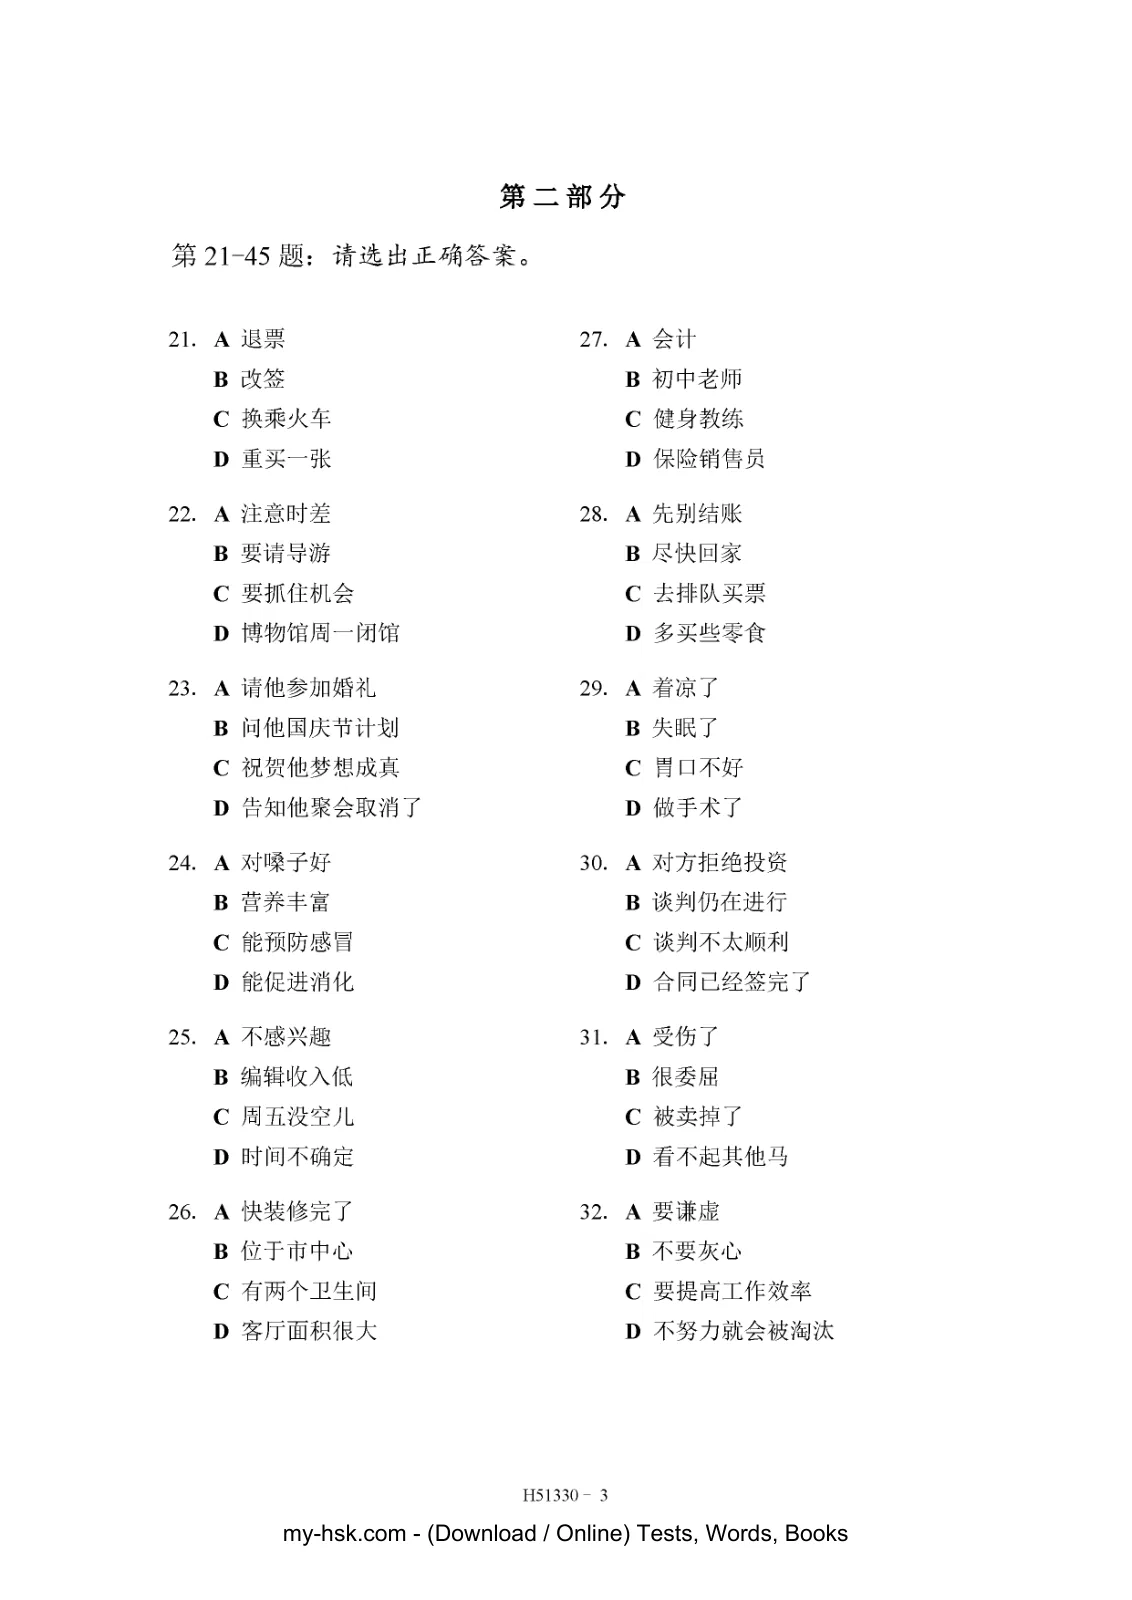 第二部分
第 21-45 题：请选出正确答案。
21. A 退票
B 改签
C 换乘火车
D 重买一张
22. A 注意时差
B 要请导游
C 要抓住机会
D 博物馆周一闭馆
23. A 请他参加婚礼
B 问他国庆节计划
C 祝贺他梦想成真
D 告知他聚会取消了
24. A 对嗓子好
B 营养丰富
C 能预防感冒
D 能促进消化
25. A 不感兴趣
B 编辑收入低
C 周五没空儿
D 时间不确定
26. A 快装修完了
B 位于市中心
C 有两个卫生间
D 客厅面积很大
27. A 会计
B 初中老师
C 健身教练
D 保险销售员
28. A 先别结账
B 尽快回家
C 去排队买票
D 多买些零食
29. A 着凉了
B 失眠了
C 胃口不好
D 做手术了
30. A 对方拒绝投资
B 谈判仍在进行
C 谈判不太顺利
D 合同已经签完了
31. A 受伤了
B 很委屈
C 被卖掉了
D 看不起其他马
32. A 要谦虚
B 不要灰心
C 要提高工作效率
D 不努力就会被淘汰
H51330 - 3
my-hsk.com - (Download / Online) Tests, Words, Books